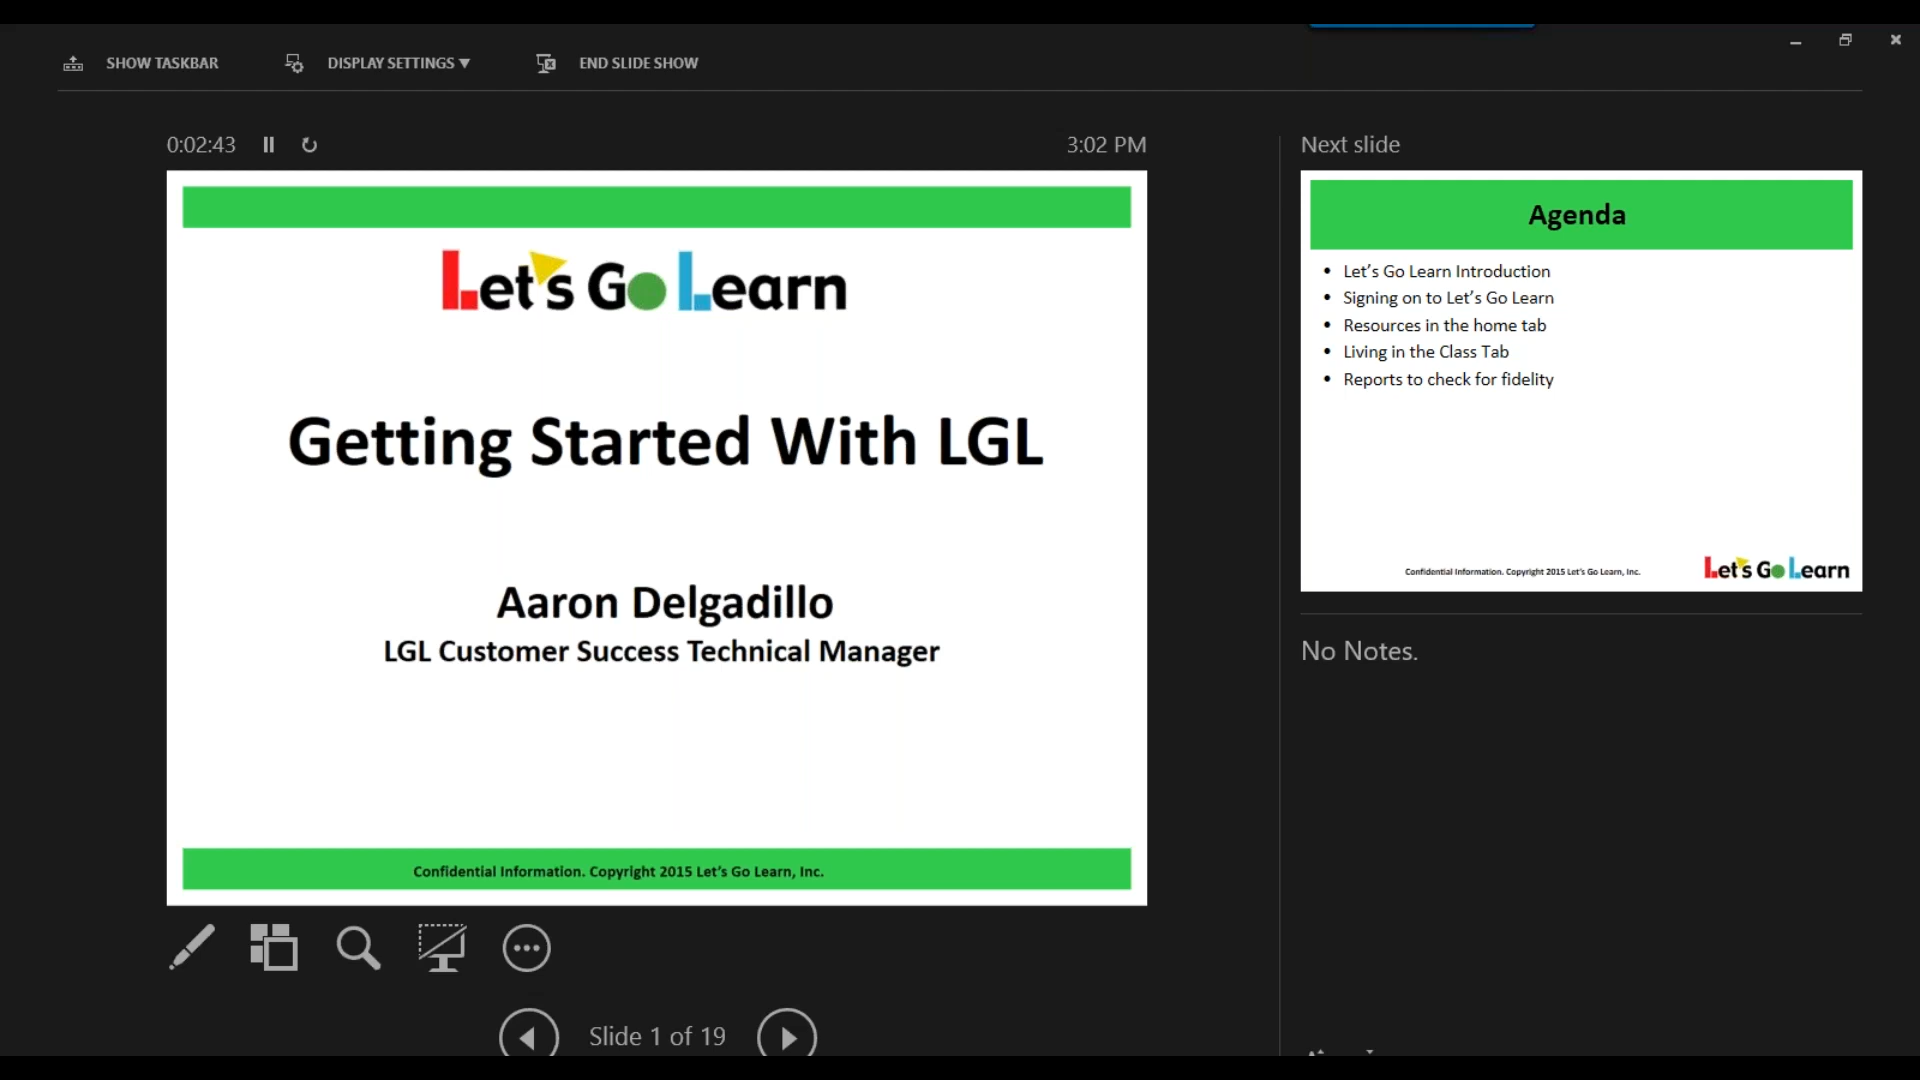 SHOW TASKBAR
DISPLAY SETTINGS ▼
END SLIDE SHOW
0:02:43
3:02 PM
Let's Go Learn
Getting Started With LGL
Aaron Delgadillo
LGL Customer Success Technical Manager
Confidential Information. Copyright 2015 Let’s Go Learn, Inc.
Slide 1 of 19
Next slide
Agenda
• Let’s Go Learn Introduction
• Signing on to Let’s Go Learn
• Resources in the home tab
• Living in the Class Tab
• Reports to check for fidelity
Confidential Information. Copyright 2015 Let’s Go Learn, Inc.
Let's Go Learn
No Notes.